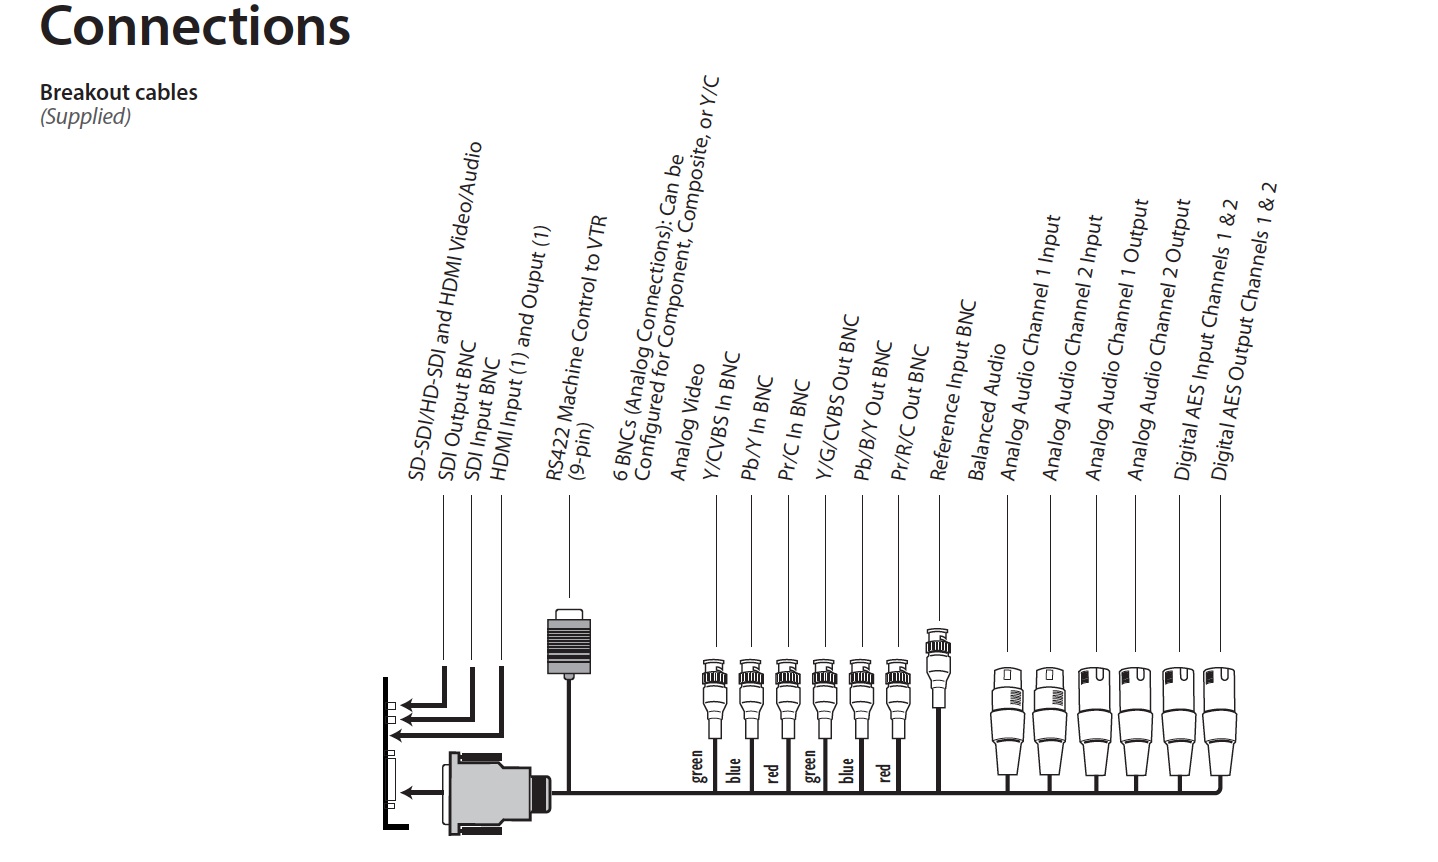 Connections
Breakout cables
(Supplied)
SD-SDI/HD-SDI and HDMI Video/Audio
SDI Output BNC
SDI Input BNC
HDMI Input (1) and Ouput (1)
RS422 Machine Control to VTR
(9-pin)
6 BNCs (Analog Connections): Can be
Configured for Component, Composite, or Y/C
Analog Video
Y/CVBS In BNC
Pb/Y In BNC
Pr/C In BNC
Y/G/CVBS Out BNC
Pb/B/Y Out BNC
Pr/R/C Out BNC
Reference Input BNC
Balanced Audio
Analog Audio Channel 1 Input
Analog Audio Channel 2 Input
Analog Audio Channel 1 Output
Analog Audio Channel 2 Output
Digital AES Input Channels 1 & 2
Digital AES Output Channels 1 & 2
green
blue
red
green
blue
red